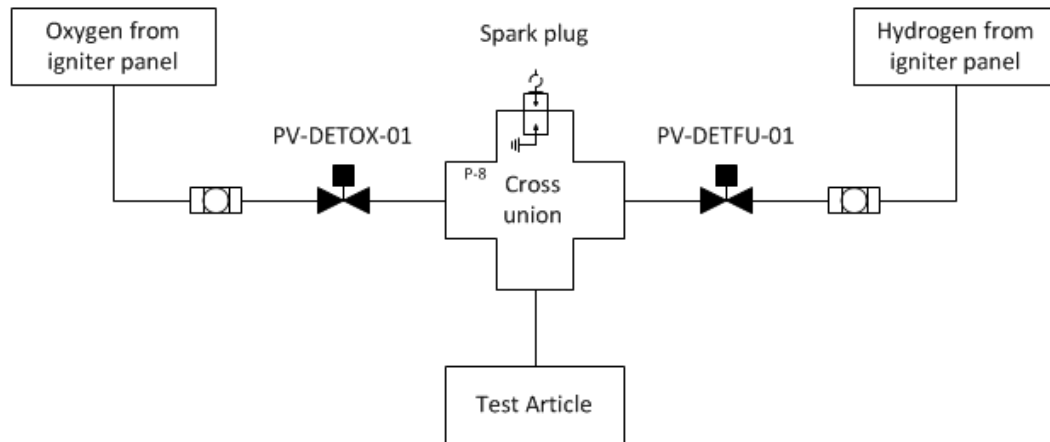 Oxygen from
igniter panel
Spark plug
Hydrogen from
igniter panel
PV-DETOX-01
PV-DETFU-01
P-8
Cross
union
Test Article